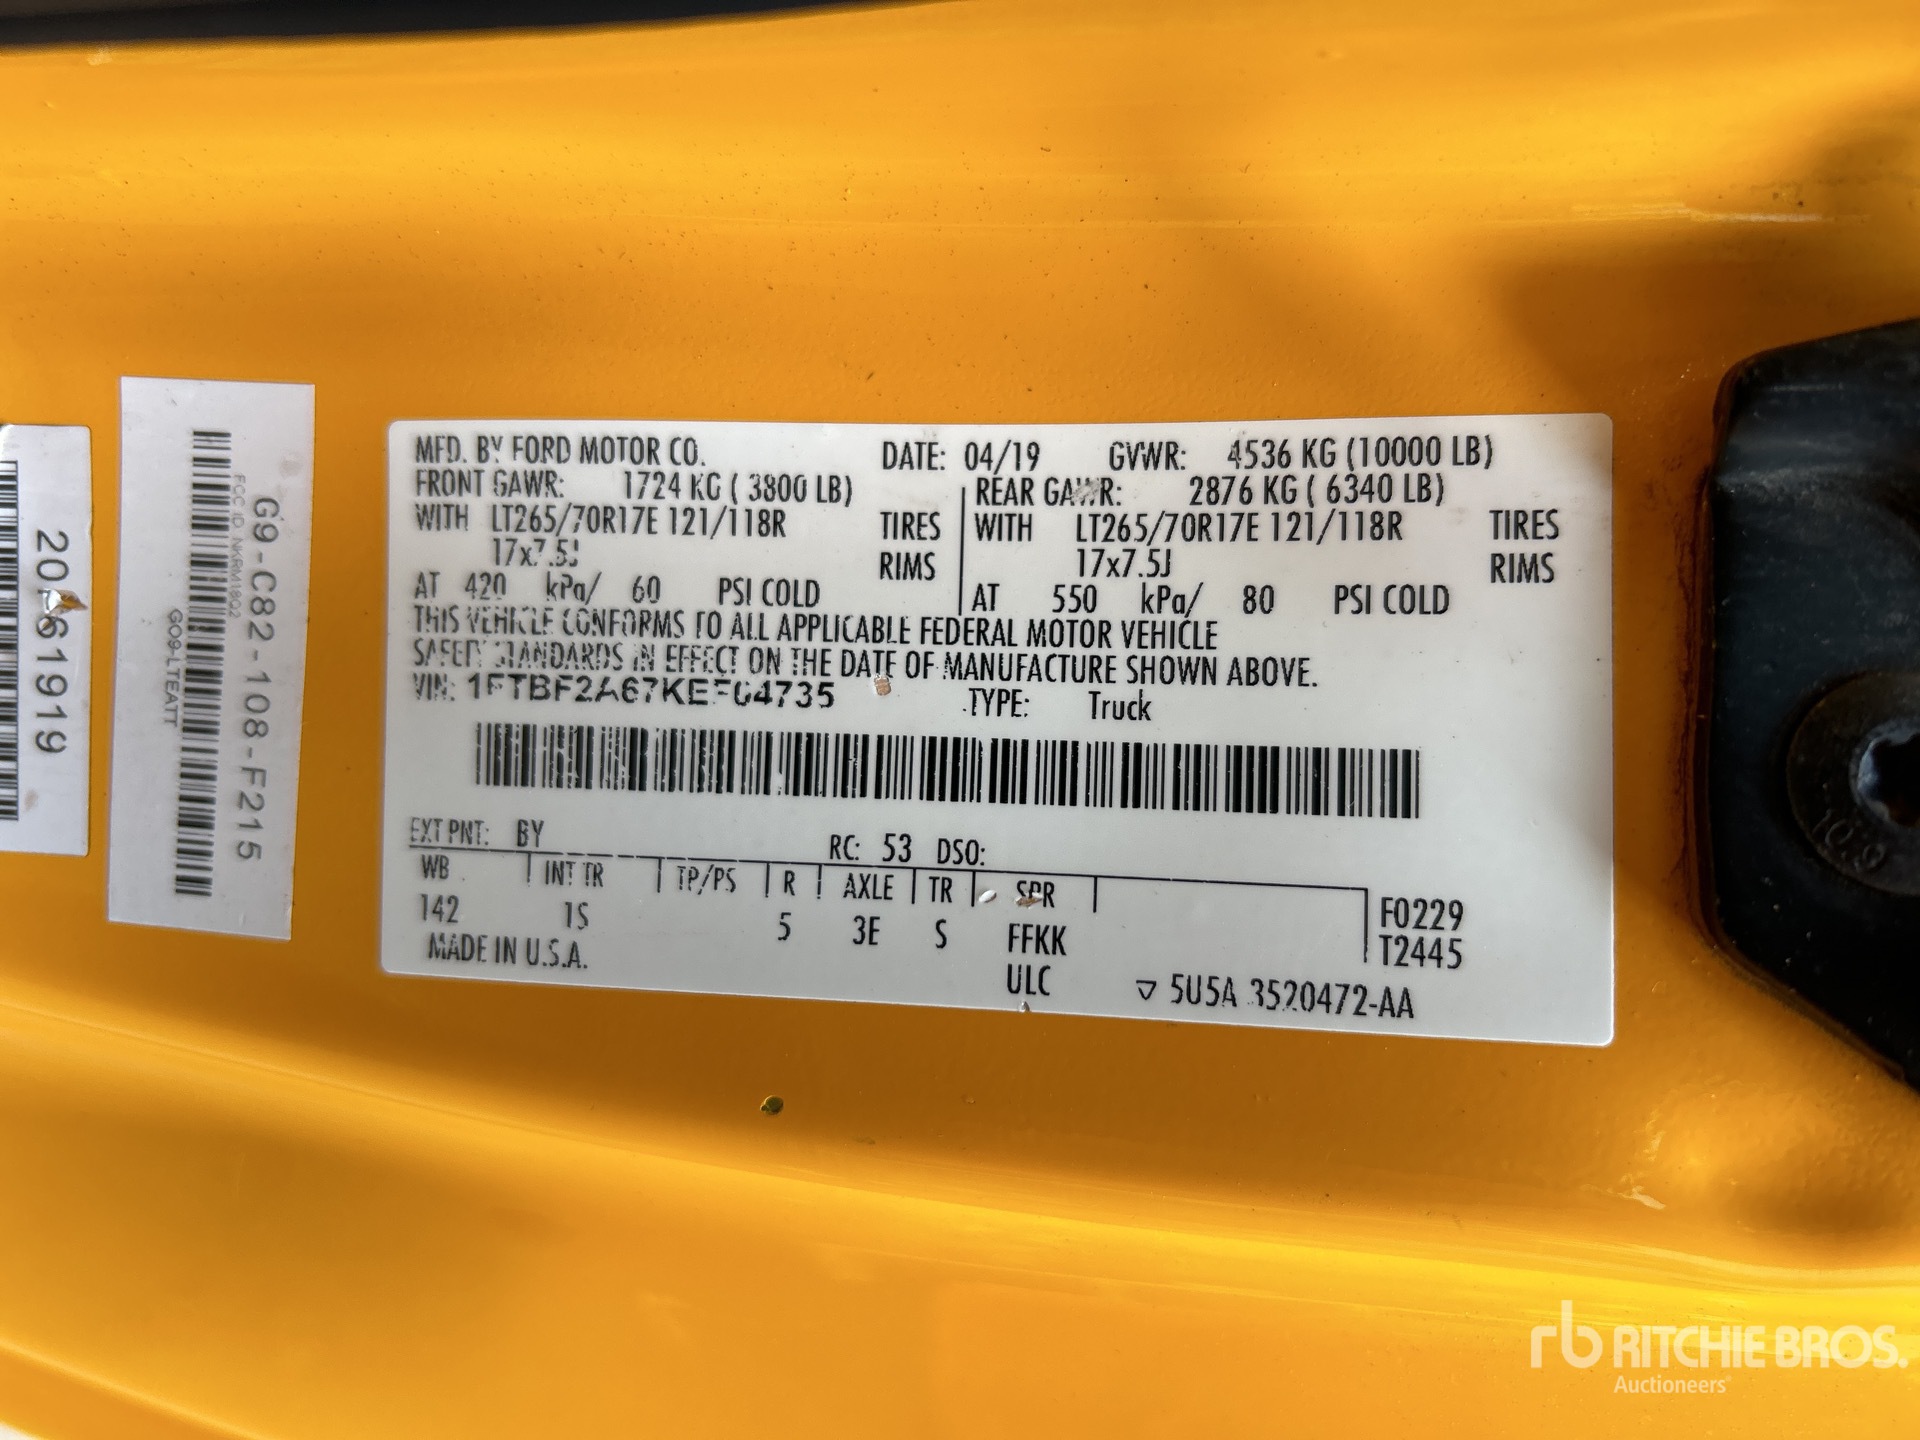 MFD. BY FORD MOTOR CO. DATE: 04/19 GVWR: 4536 KG (10000 LB)
FRONT GAWR: 1724 KG ( 3800 LB) REAR GAWR: 2876 KG ( 6340 LB)
WITH LT265/70R17E 121/118R TIRES WITH LT265/70R17E 121/118R TIRES
17x7.5J RIMS 17x7.5J RIMS
AT 420 kPa/ 60 PSI COLD AT 550 kPa/ 80 PSI COLD
THIS VEHICLE CONFORMS TO ALL APPLICABLE FEDERAL MOTOR VEHICLE
SAFETY STANDARDS IN EFFECT ON THE DATE OF MANUFACTURE SHOWN ABOVE.
VIN: 1FTBF2A67KEF04735 TYPE: Truck
EXT PNT: BY RC: 53 DSO:
WB INT TR TP/PS R AXLE TR SPR
142 1S 5 3E S FFKK F0229
MADE IN U.S.A. ULC T2445
▽ 5U5A 3520472-AA
G9-C82-108-F215
FCC ID NKRM18Q2
GO9-LTEATT
RITCHIE BROS.
Auctioneers